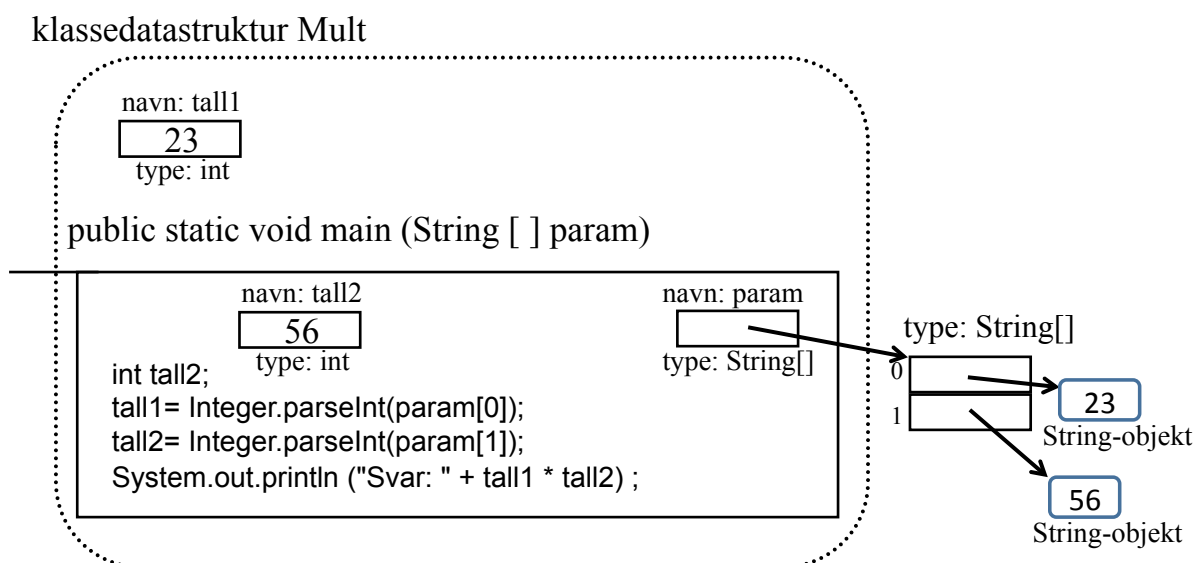 klassedatastruktur Mult
navn: tall1
23
type: int
public static void main (String [ ] param)
navn: tall2
56
type: int
navn: param
type: String[]
int tall2;
tall1= Integer.parseInt(param[0]);
tall2= Integer.parseInt(param[1]);
System.out.println ("Svar: " + tall1 * tall2) ;
type: String[]
0
1
23
String-objekt
56
String-objekt